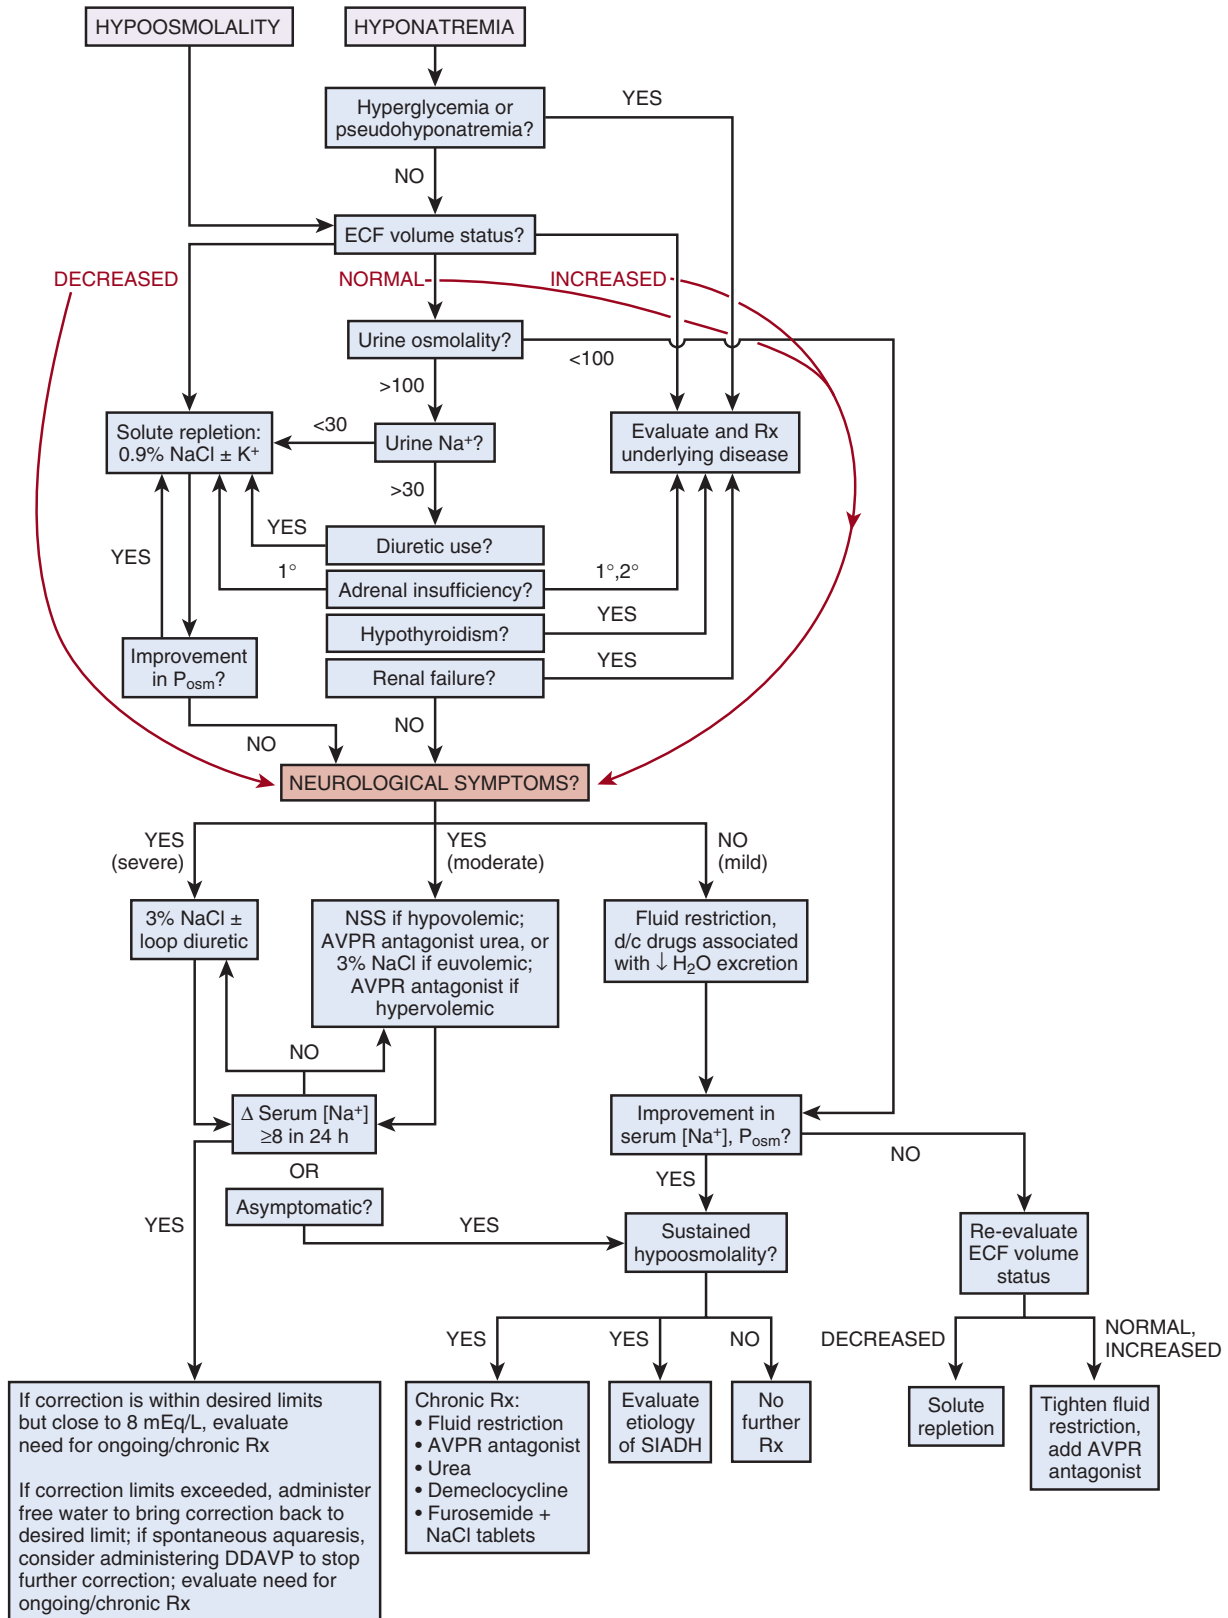 HYPOOSMOLALITY
HYPONATREMIA
Hyperglycemia or
pseudohyponatremia?
YES
NO
ECF volume status?
DECREASED
NORMAL
INCREASED
Urine osmolality?
<100
>100
Solute repletion:
0.9% NaCl ± K+
<30
Urine Na+?
Evaluate and Rx
underlying disease
>30
YES
Diuretic use?
YES
1°
Adrenal insufficiency?
1°,2°
Hypothyroidism?
YES
Improvement
in Posm?
Renal failure?
YES
NO
NO
NEUROLOGICAL SYMPTOMS?
YES
(severe)
YES
(moderate)
NO
(mild)
3% NaCl ±
loop diuretic
NSS if hypovolemic;
AVPR antagonist urea, or
3% NaCl if euvolemic;
AVPR antagonist if
hypervolemic
Fluid restriction,
d/c drugs associated
with ↓ H2O excretion
NO
Δ Serum [Na+]
≥8 in 24 h
Improvement in
serum [Na+], Posm?
OR
NO
YES
Asymptomatic?
YES
YES
Sustained
hypoosmolality?
Re-evaluate
ECF volume
status
YES
YES
NO
DECREASED
NORMAL,
INCREASED
If correction is within desired limits
but close to 8 mEq/L, evaluate
need for ongoing/chronic Rx
If correction limits exceeded, administer
free water to bring correction back to
desired limit; if spontaneous aquaresis,
consider administering DDAVP to stop
further correction; evaluate need for
ongoing/chronic Rx
Chronic Rx:
• Fluid restriction
• AVPR antagonist
• Urea
• Demeclocycline
• Furosemide +
NaCl tablets
Evaluate
etiology
of SIADH
No
further
Rx
Solute
repletion
Tighten fluid
restriction,
add AVPR
antagonist